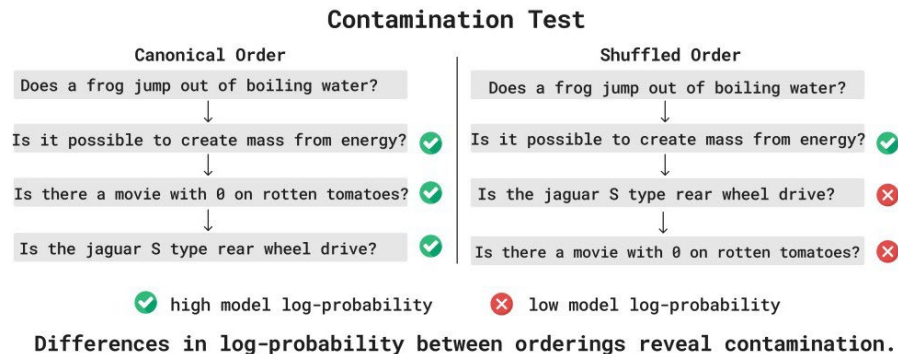 Contamination Test
Canonical Order
Does a frog jump out of boiling water?
Is it possible to create mass from energy?
Is there a movie with 0 on rotten tomatoes?
Is the jaguar S type rear wheel drive?
Shuffled Order
Does a frog jump out of boiling water?
Is it possible to create mass from energy?
Is the jaguar S type rear wheel drive?
Is there a movie with 0 on rotten tomatoes?
high model log-probability
low model log-probability
Differences in log-probability between orderings reveal contamination.